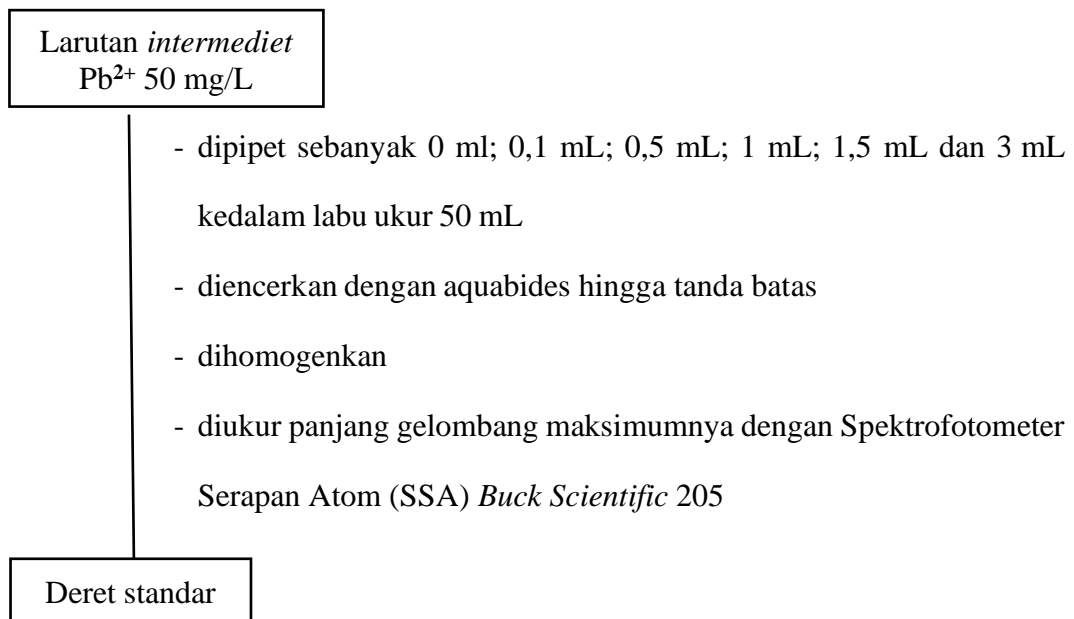 Larutan intermediet
Pb²⁺ 50 mg/L
- dipipet sebanyak 0 ml; 0,1 mL; 0,5 mL; 1 mL; 1,5 mL dan 3 mL
kedalam labu ukur 50 mL
- diencerkan dengan aquabides hingga tanda batas
- dihomogenkan
- diukur panjang gelombang maksimumnya dengan Spektrofotometer
Serapan Atom (SSA) Buck Scientific 205
Deret standar